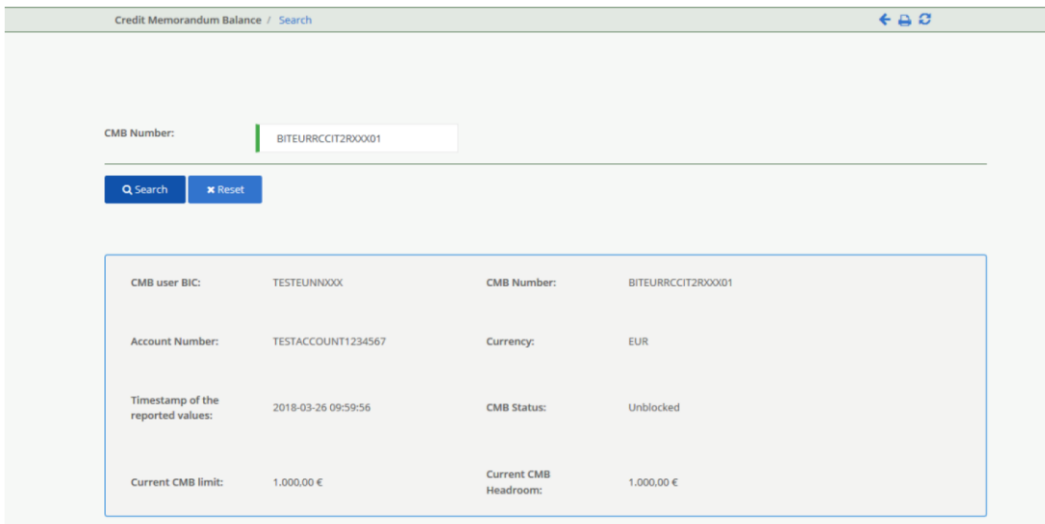 Credit Memorandum Balance / Search
CMB Number: BITEURRCCIT2RXXX01
Search Reset
CMB user BIC: TESTEUNNXXX CMB Number: BITEURRCCIT2RXXX01
Account Number: TESTACCOUNT1234567 Currency: EUR
Timestamp of the
reported values: 2018-03-26 09:59:56 CMB Status: Unblocked
Current CMB limit: 1.000,00 € Current CMB
Headroom: 1.000,00 €